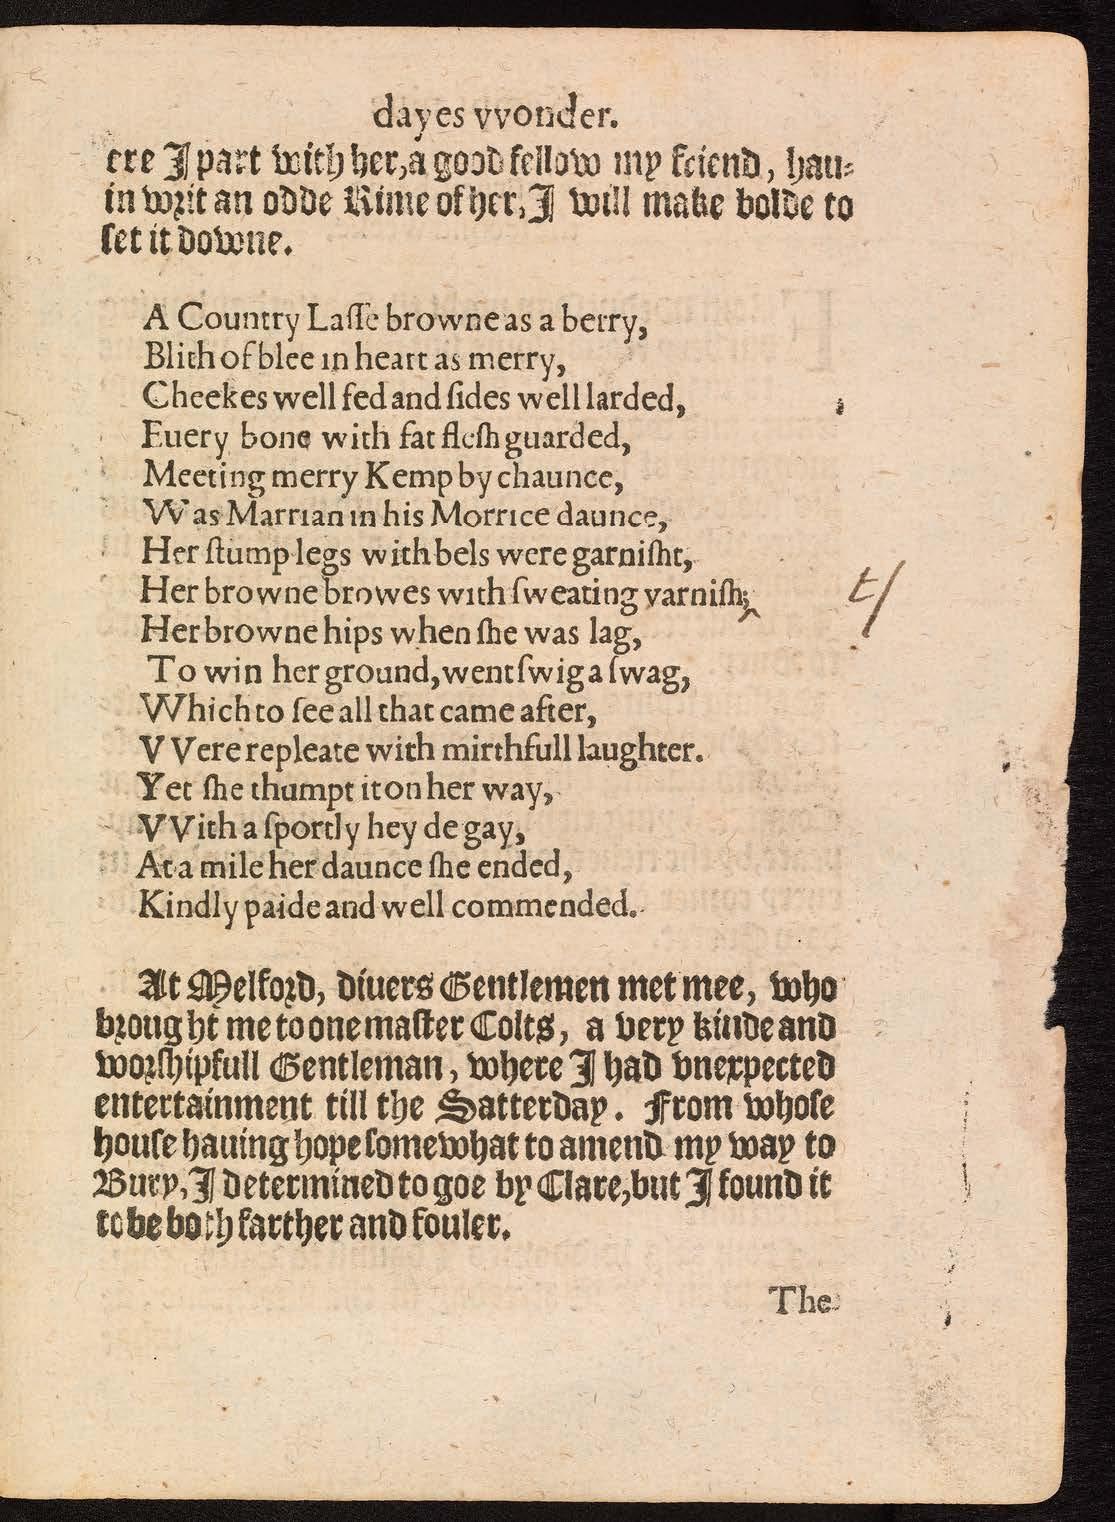 dayes vvonder.
ere I part with her, a good fellow my friend, hau-
in writ an odde Rime of her, I will make bolde to
ſet it downe.
A Country Laſſe browne as a berry,
Blith of blee in heart as merry,
Cheekes well fed and ſides well larded,
Euery bone with fat fleſh guarded,
Meeting merry Kemp by chaunce,
VVas Marrian in his Morrice daunce,
Her ſtump legs with bels were garniſht,
Her browne browes with ſweating varniſh; t/
Her browne hips when ſhe was lag,
To win her ground, went ſwig a ſwag,
VVhich to ſee all that came after,
VVere repleate with mirthfull laughter.
Yet ſhe thumpt it on her way,
VVith a ſportly hey de gay,
At a mile her daunce ſhe ended,
Kindly paide and well commended.
At Melford, diuers Gentlemen met mee, who
brought me to one maſter Colts, a very kinde and
worſhipfull Gentleman, where I had vnexpected
entertainment till the Satterday. From whoſe
houſe hauing hope ſomewhat to amend my way to
Bury, I determined to goe by Clare, but I found it
to be both farther and fouler.
The